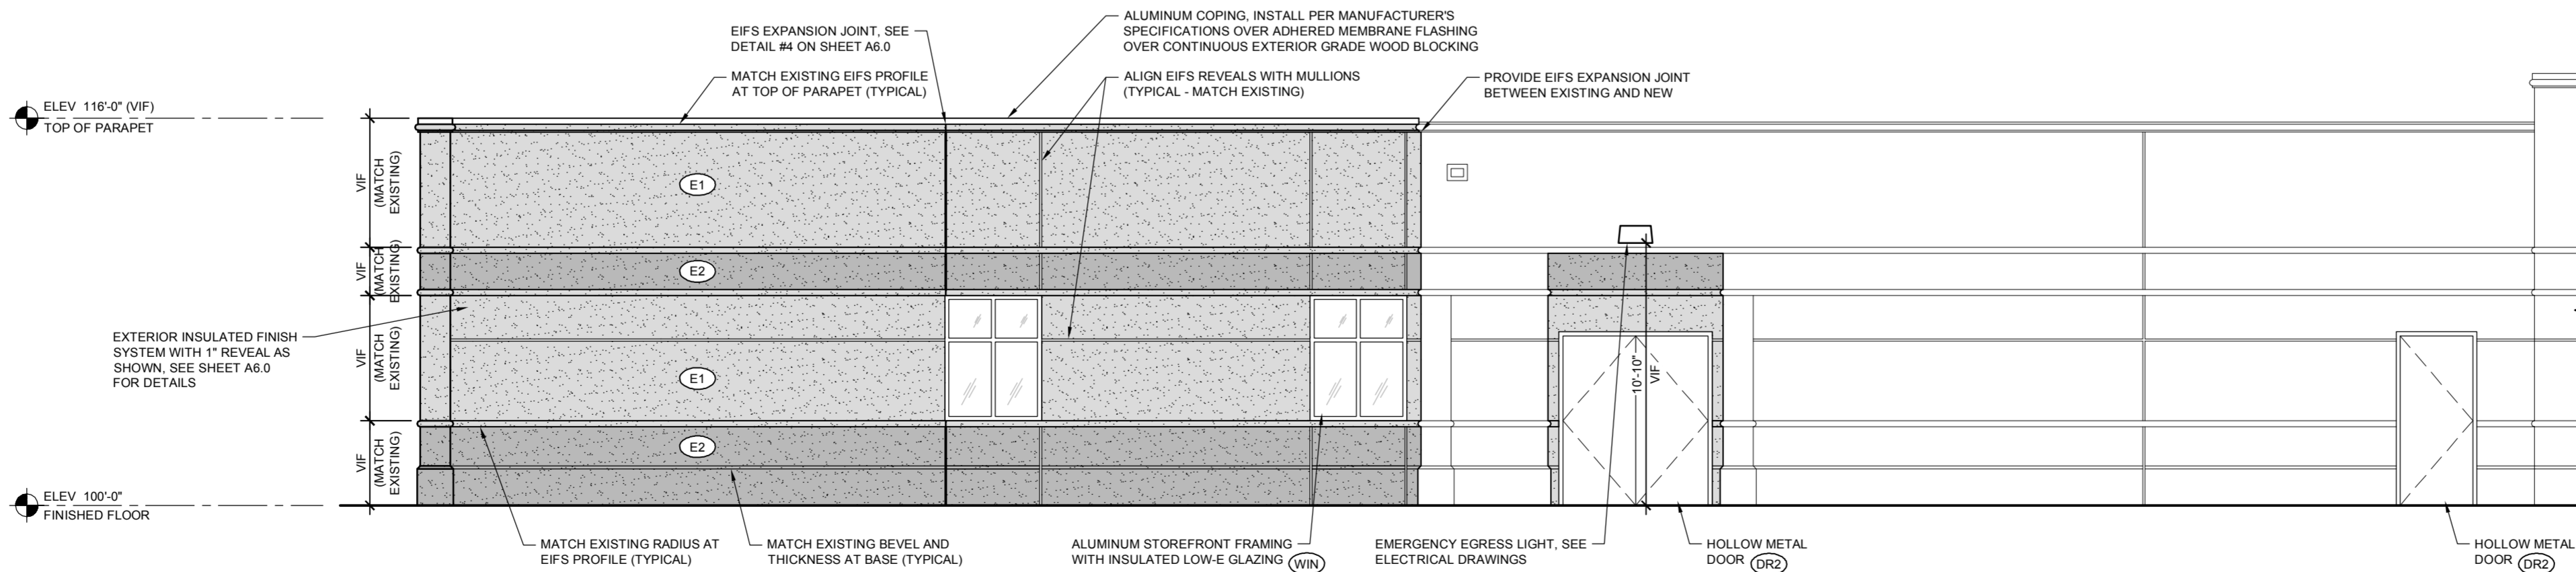 ALUMINUM COPING, INSTALL PER MANUFACTURER'S
SPECIFICATIONS OVER ADHERED MEMBRANE FLASHING
OVER CONTINUOUS EXTERIOR GRADE WOOD BLOCKING
EIFS EXPANSION JOINT, SEE
DETAIL #4 ON SHEET A6.0
MATCH EXISTING EIFS PROFILE
AT TOP OF PARAPET (TYPICAL)
ALIGN EIFS REVEALS WITH MULLIONS
(TYPICAL - MATCH EXISTING)
PROVIDE EIFS EXPANSION JOINT
BETWEEN EXISTING AND NEW
ELEV 116'-0" (VIF)
TOP OF PARAPET
VIF
(MATCH
EXISTING)
E1
VIF
(MATCH
EXISTING)
E2
EXTERIOR INSULATED FINISH
SYSTEM WITH 1" REVEAL AS
SHOWN, SEE SHEET A6.0
FOR DETAILS
VIF
(MATCH
EXISTING)
E1
10'-10"
VIF
VIF
(MATCH
EXISTING)
E2
ELEV 100'-0"
FINISHED FLOOR
MATCH EXISTING RADIUS AT
EIFS PROFILE (TYPICAL)
MATCH EXISTING BEVEL AND
THICKNESS AT BASE (TYPICAL)
ALUMINUM STOREFRONT FRAMING
WITH INSULATED LOW-E GLAZING WIN
EMERGENCY EGRESS LIGHT, SEE
ELECTRICAL DRAWINGS
HOLLOW METAL
DOOR DR2
HOLLOW METAL
DOOR DR2